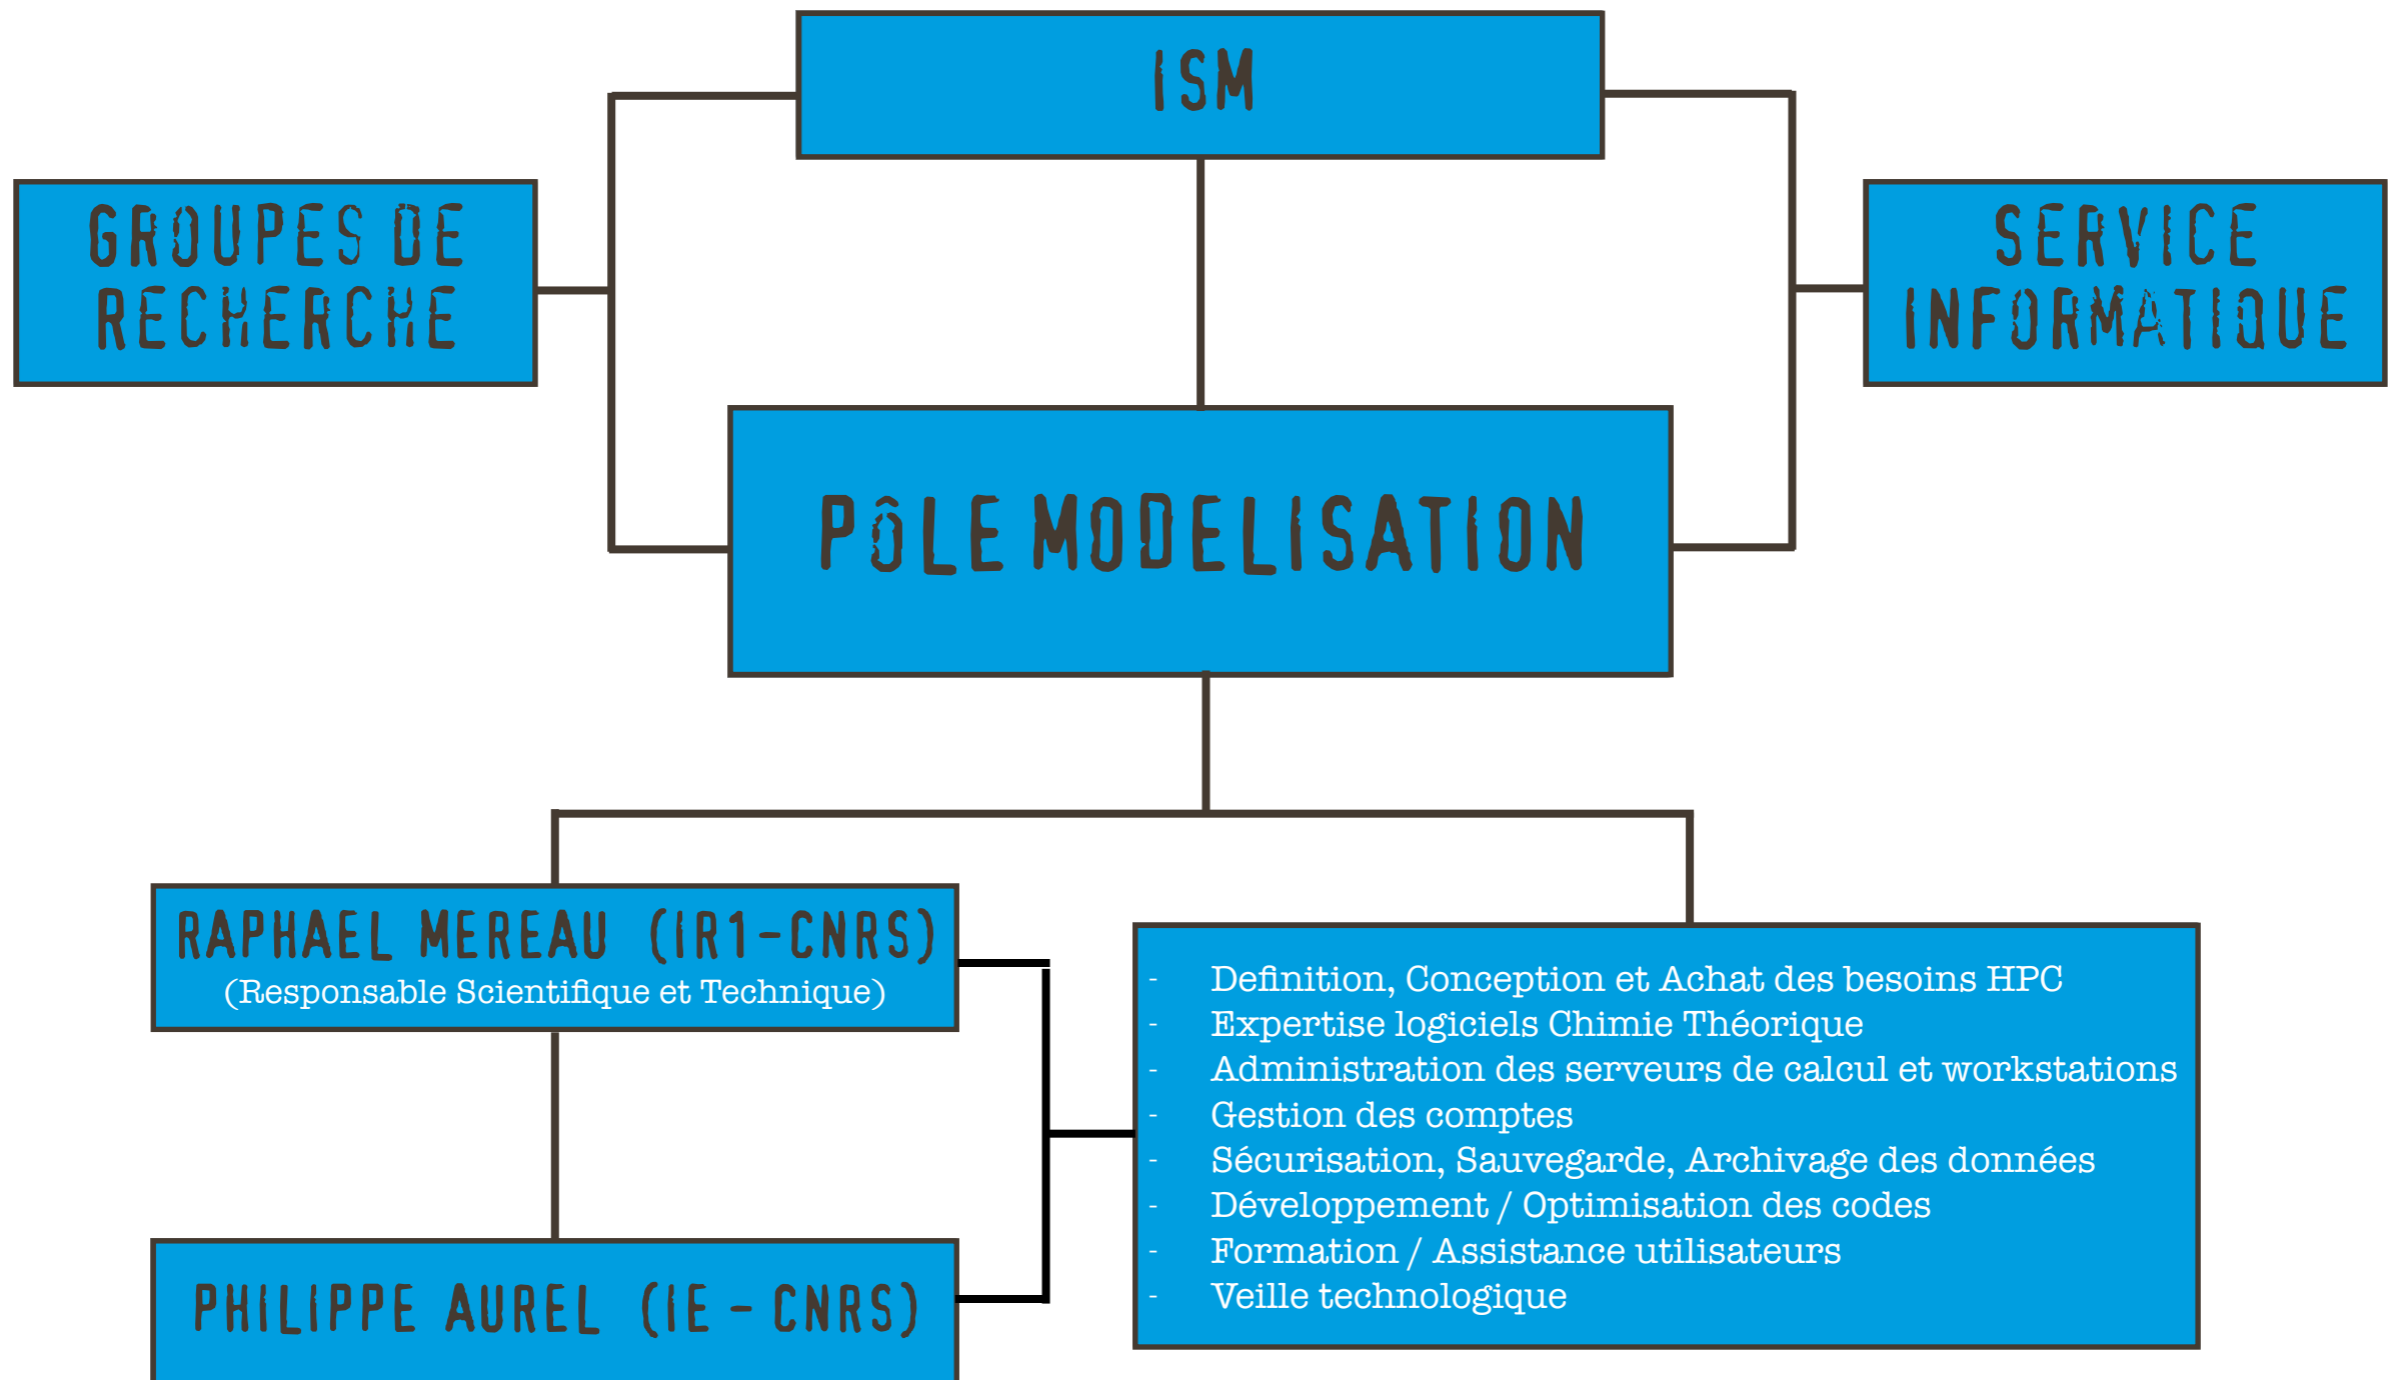 ISM
GROUPES DE
RECHERCHE
SERVICE
INFORMATIQUE
PÔLE MODELISATION
RAPHAEL MEREAU (IR1-CNRS)
(Responsable Scientifique et Technique)
PHILIPPE AUREL (IE - CNRS)
- Definition, Conception et Achat des besoins HPC
- Expertise logiciels Chimie Théorique
- Administration des serveurs de calcul et workstations
- Gestion des comptes
- Sécurisation, Sauvegarde, Archivage des données
- Développement / Optimisation des codes
- Formation / Assistance utilisateurs
- Veille technologique